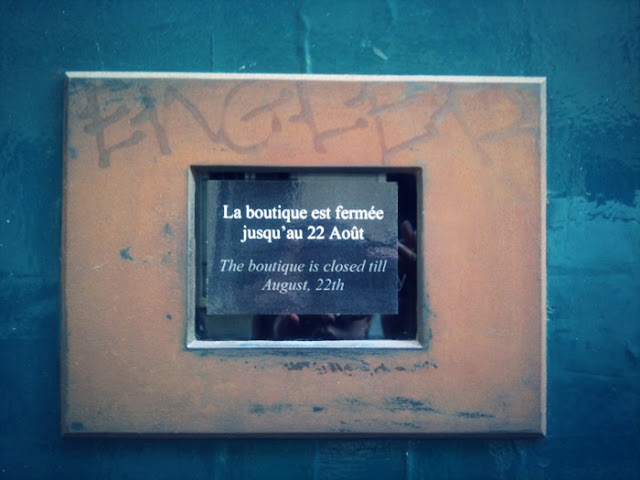 La boutique est fermée
jusqu'au 22 Août
The boutique is closed till
August, 22th